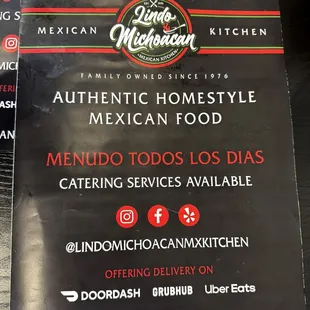 Lindo
Michoacan
MEXICAN KITCHEN
MEXICAN KITCHEN
FAMILY OWNED SINCE 1976
AUTHENTIC HOMESTYLE
MEXICAN FOOD
MENUDO TODOS LOS DIAS
CATERING SERVICES AVAILABLE
@LINDOMICHOACANMXKITCHEN
OFFERING DELIVERY ON
DOORDASH GRUBHUB Uber Eats